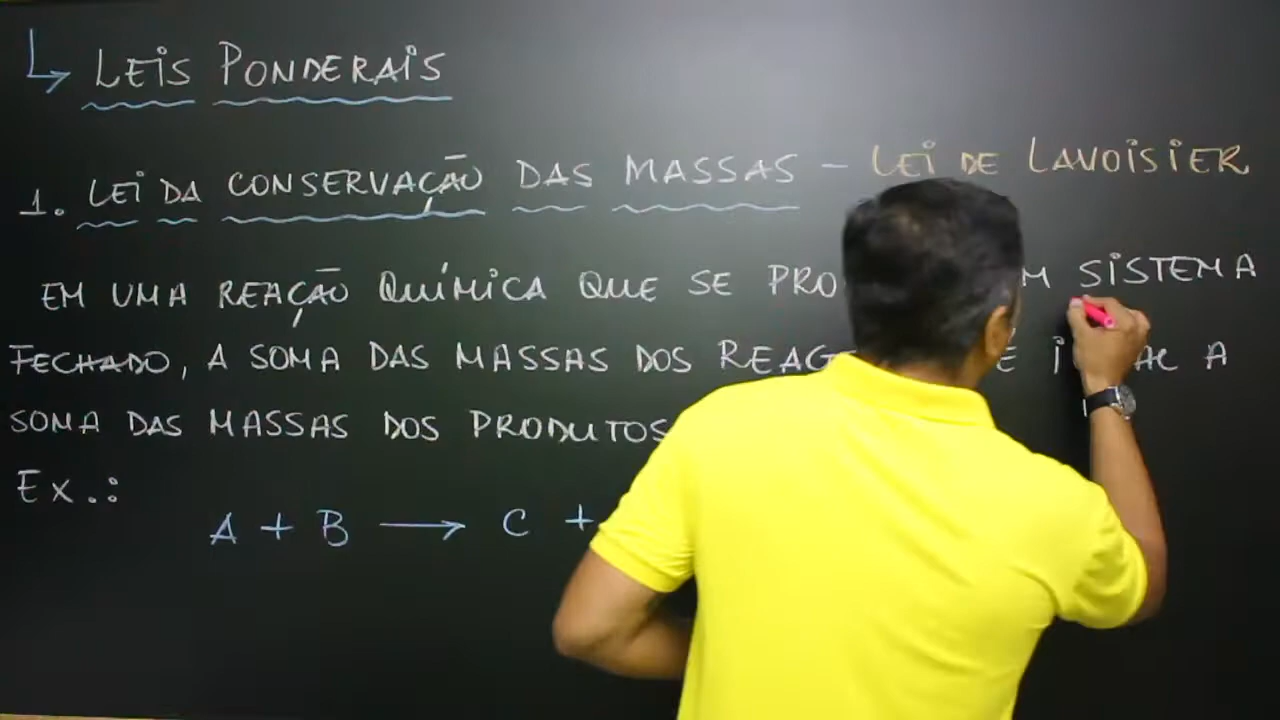 ↳ LEIS PONDERAIS
1. LEI DA CONSERVAÇÃO DAS MASSAS – LEI DE LAVOISIER
EM UMA REAÇÃO QUÍMICA QUE SE PRO M SISTEMA
FECHADO, A SOMA DAS MASSAS DOS REAG É A
SOMA DAS MASSAS DOS PRODUTOS
Ex.:
A + B → C +